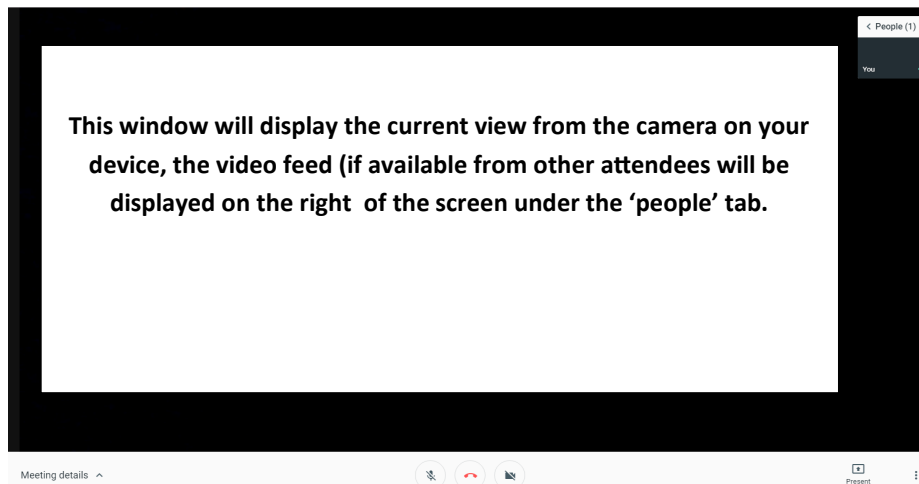 < People (1)
You
This window will display the current view from the camera on your
device, the video feed (if available from other attendees will be
displayed on the right  of the screen under the ‘people’ tab.
Meeting details
Present